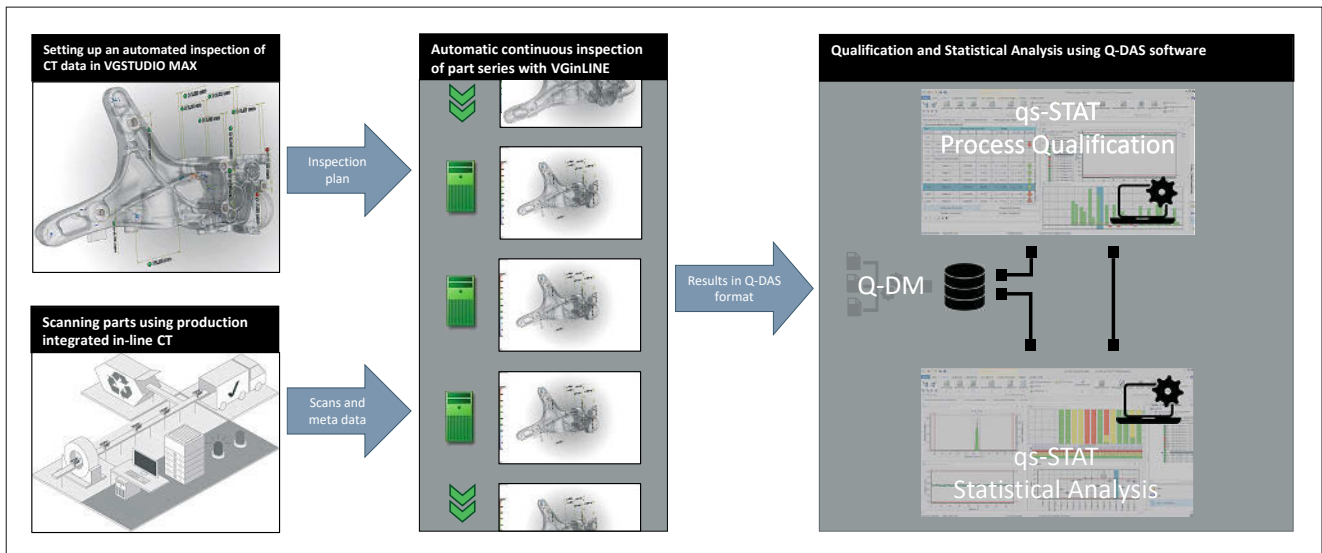 Setting up an automated inspection of
CT data in VGSTUDIO MAX
Inspection
plan
Scanning parts using production
integrated in-line CT
Scans and
meta data
Automatic continuous inspection
of part series with VGinLINE
Results in Q-DAS
format
Qualification and Statistical Analysis using Q-DAS software
qs-STAT
Process Qualification
Q-DM
qs-STAT
Statistical Analysis